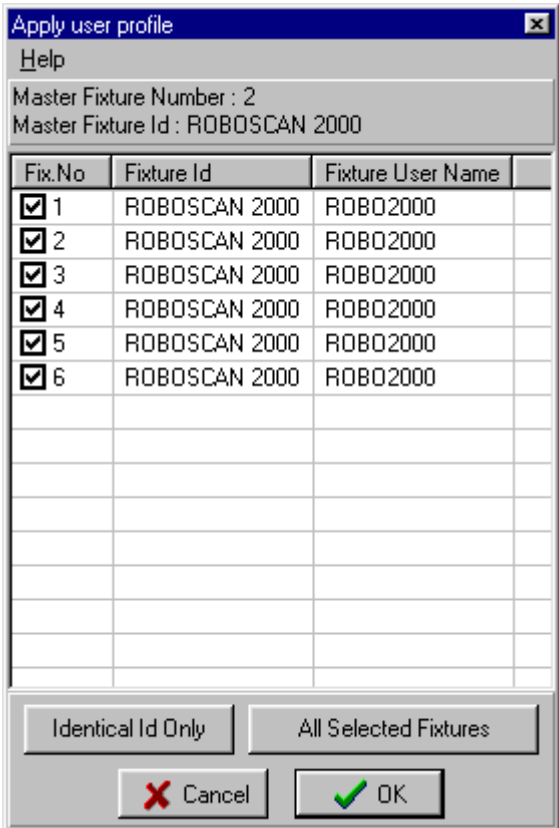 Apply user profile
Help
Master Fixture Number : 2
Master Fixture Id : ROBOSCAN 2000
Fix.No Fixture Id Fixture User Name
1 ROBOSCAN 2000 ROBO2000
2 ROBOSCAN 2000 ROBO2000
3 ROBOSCAN 2000 ROBO2000
4 ROBOSCAN 2000 ROBO2000
5 ROBOSCAN 2000 ROBO2000
6 ROBOSCAN 2000 ROBO2000
Identical Id Only All Selected Fixtures
Cancel OK